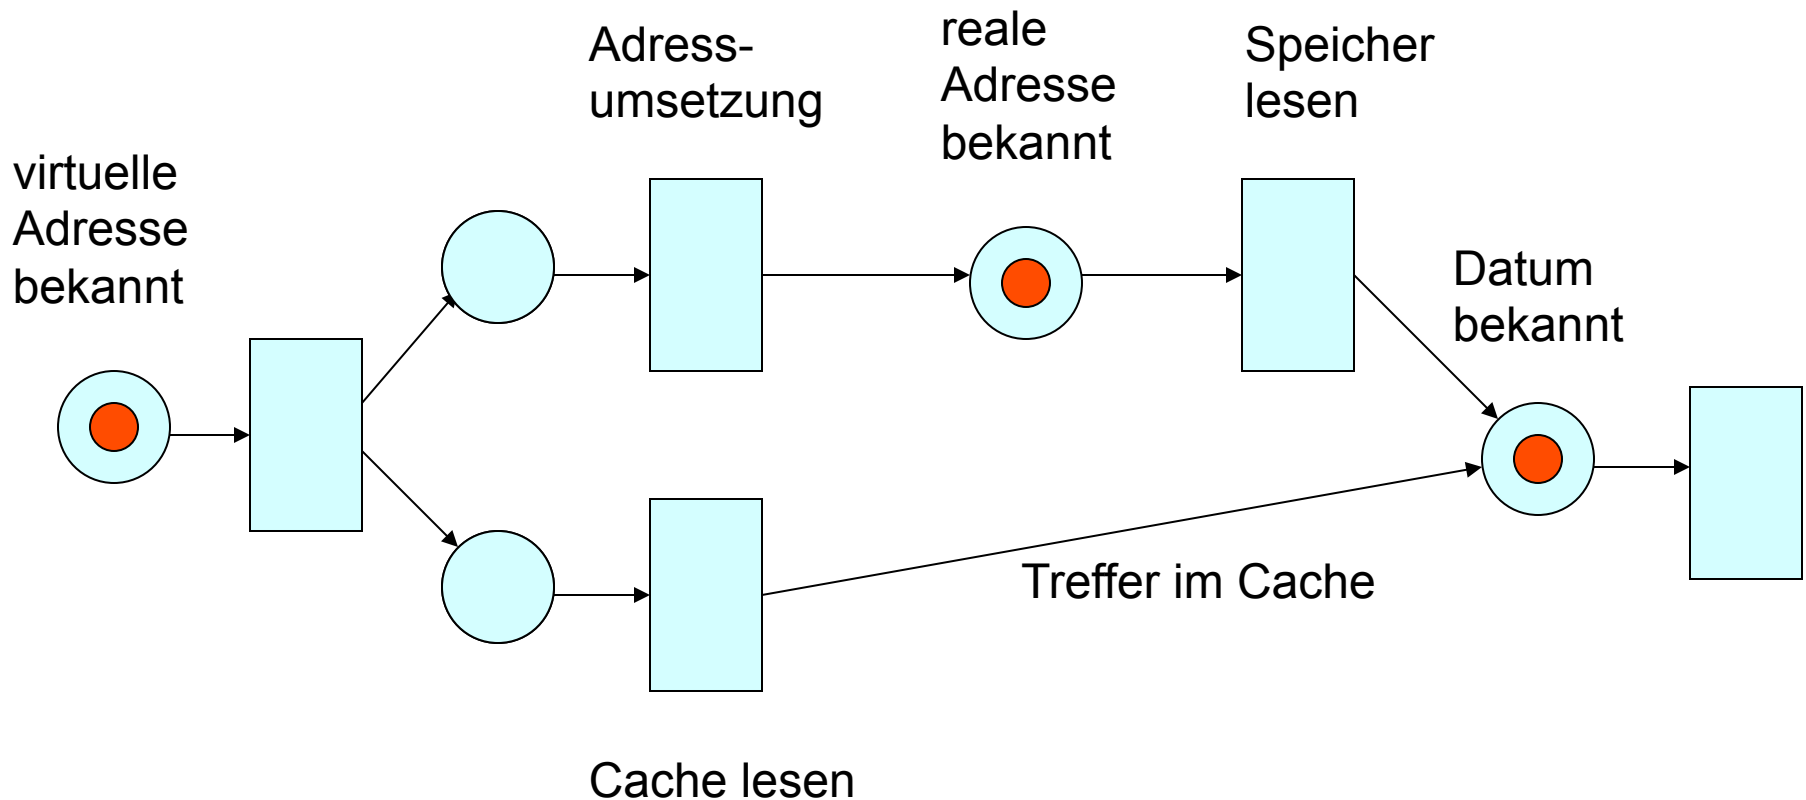 virtuelle
Adresse
bekannt
Adress-
umsetzung
reale
Adresse
bekannt
Speicher
lesen
Datum
bekannt
Treffer im Cache
Cache lesen